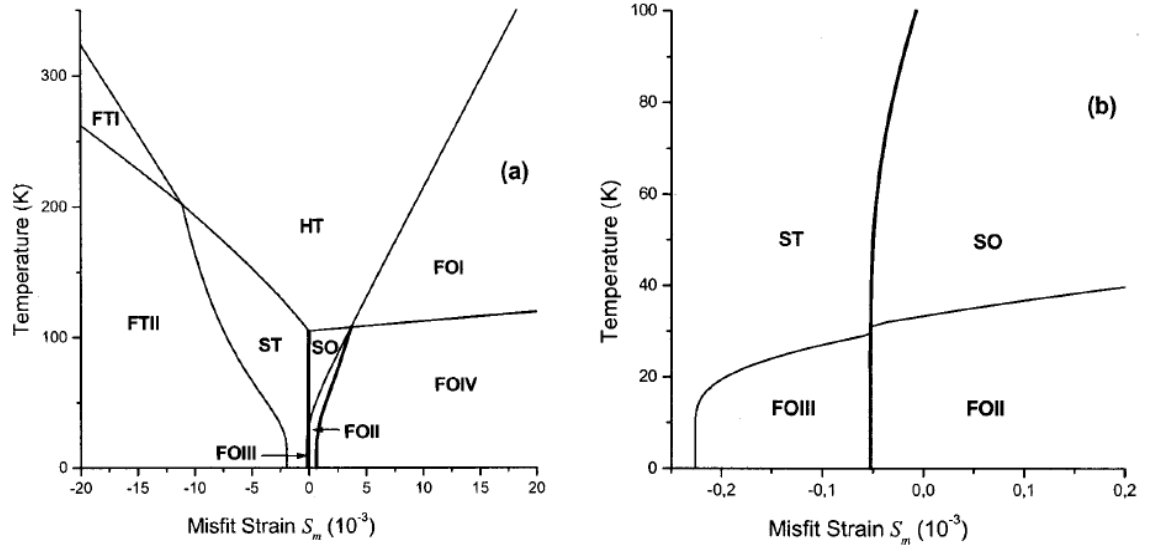 300
200
100
0
Temperature (K)
FTI
FTII
HT
(a)
FOI
ST
SO
FOIV
FOII
FOIII
-20 -15 -10 -5 0 5 10 15 20
Misfit Strain Sm (10⁻³)
100
80
60
40
20
0
Temperature (K)
(b)
ST
SO
FOIII
FOII
-0,2 -0,1 0,0 0,1 0,2
Misfit Strain Sm (10⁻³)